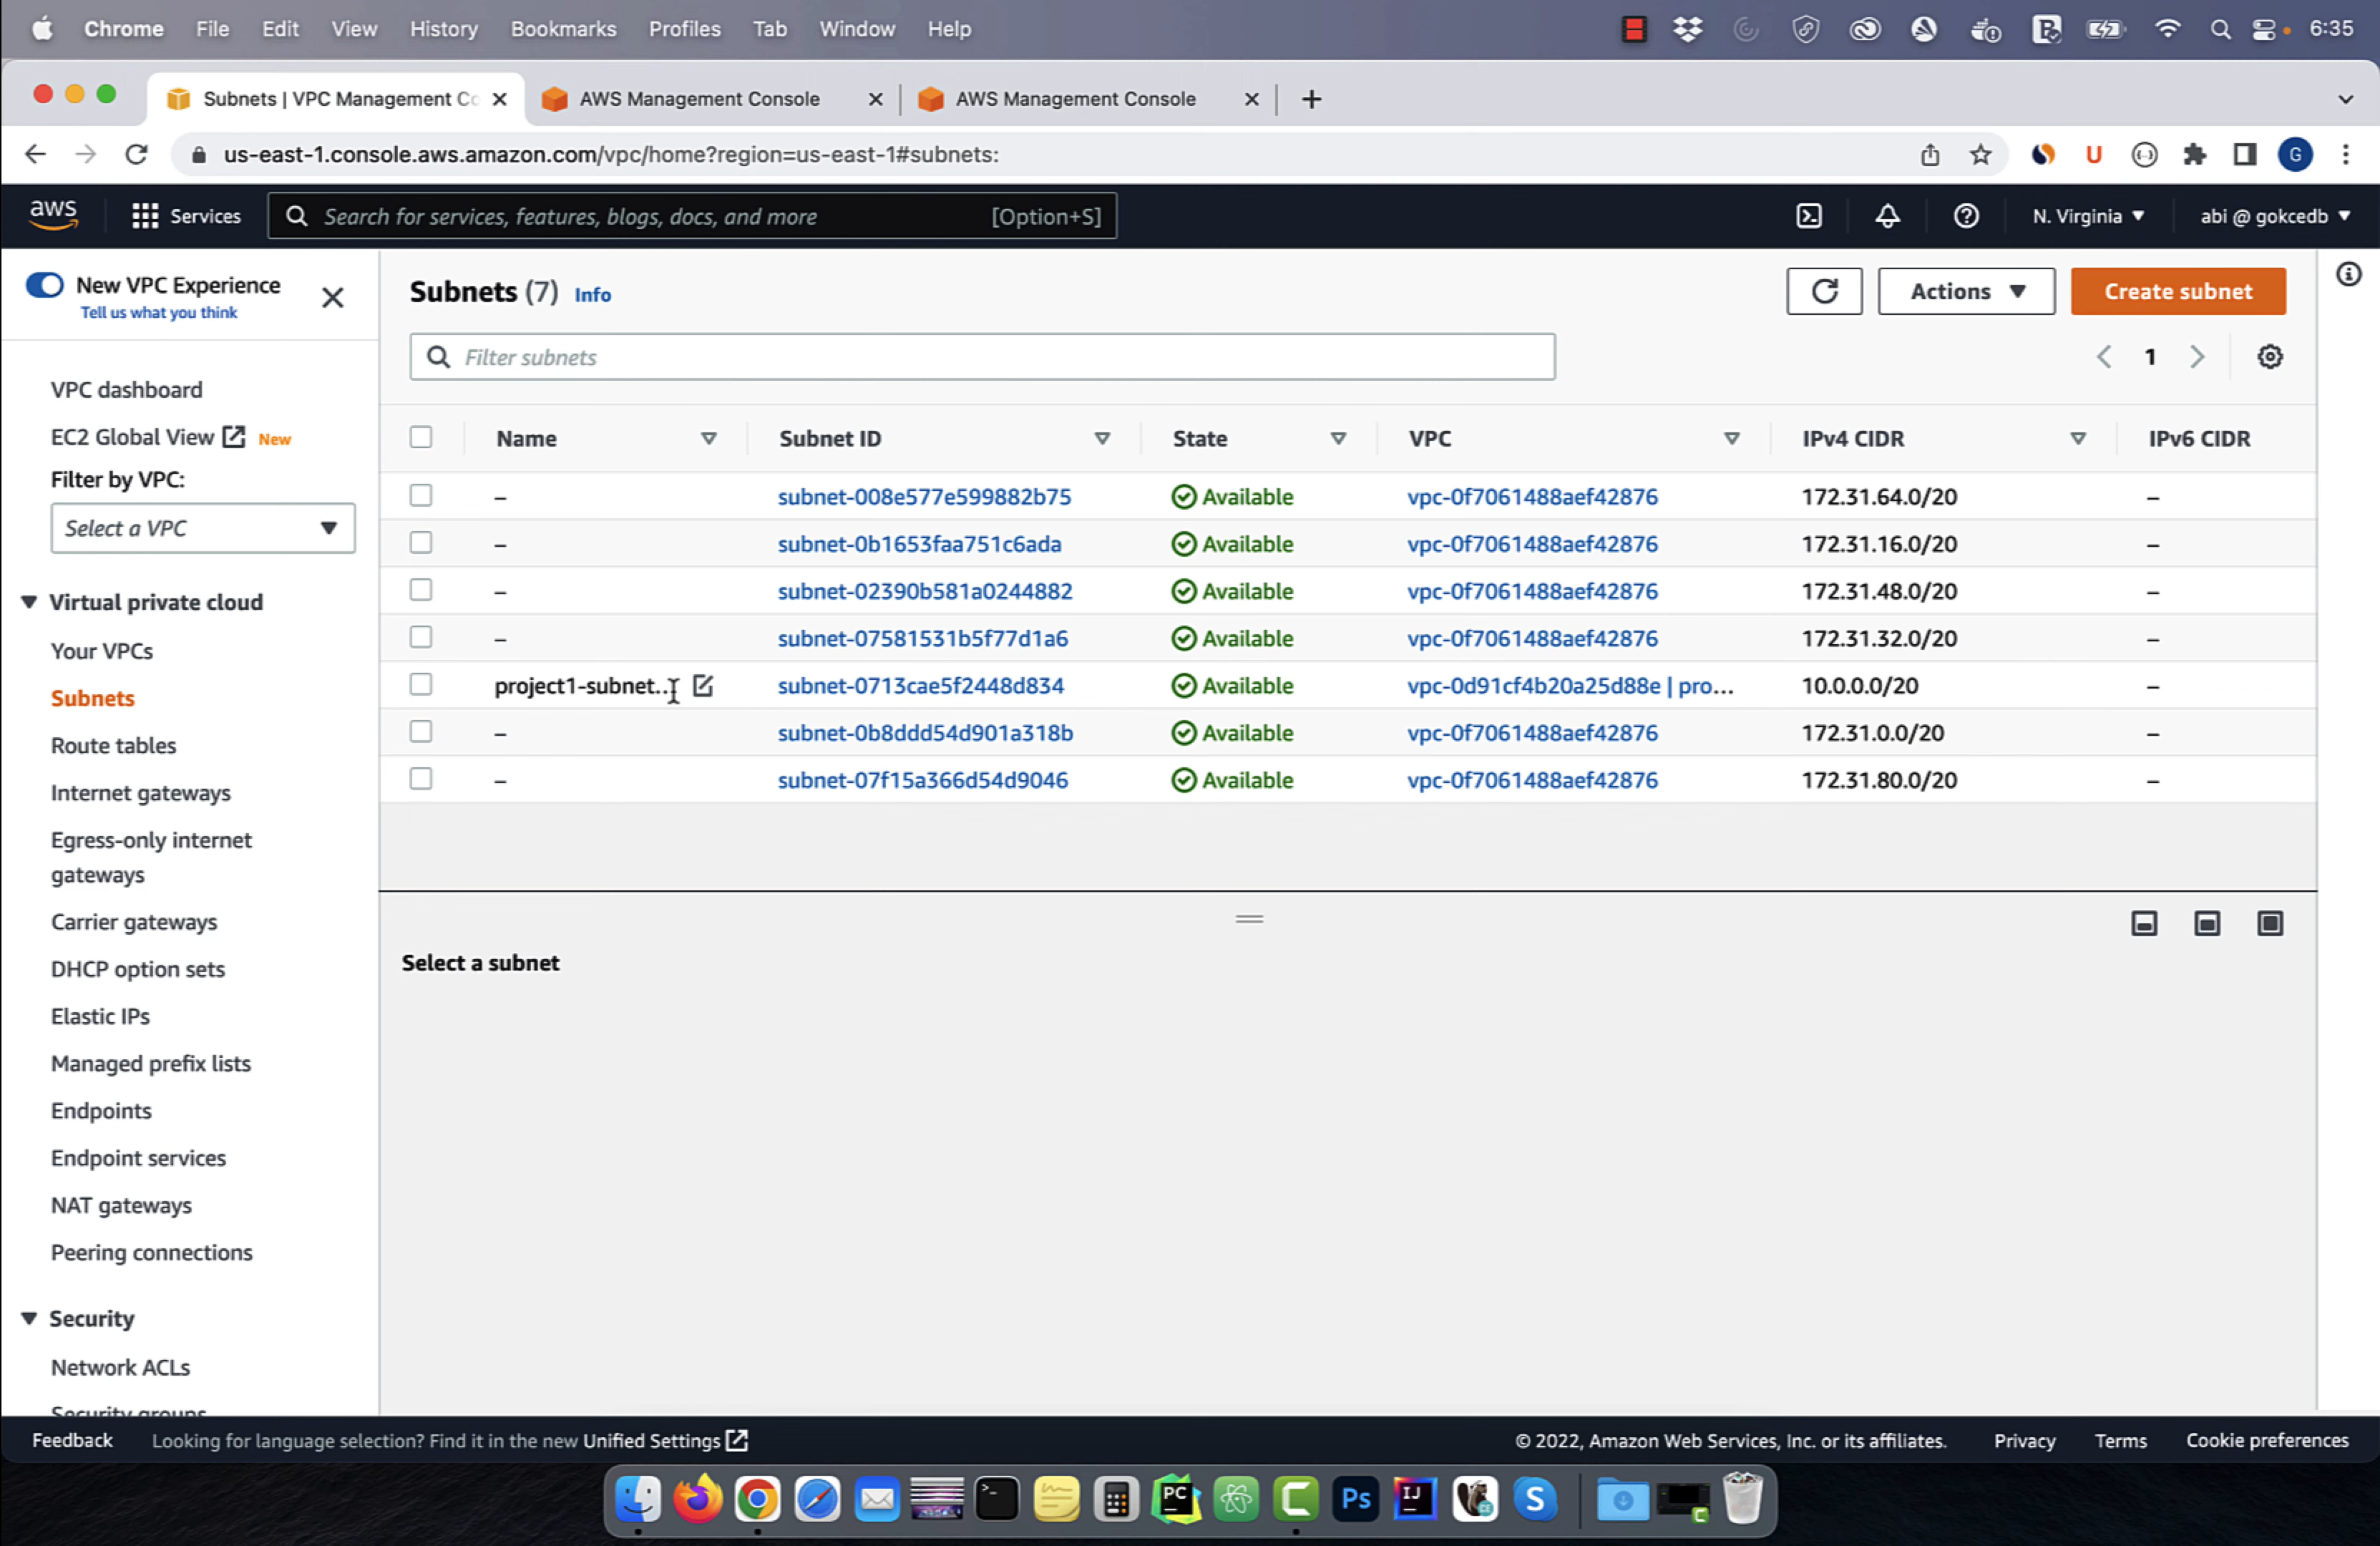 Chrome File Edit View History Bookmarks Profiles Tab Window Help 6:35
Subnets | VPC Management Co AWS Management Console AWS Management Console
us-east-1.console.aws.amazon.com/vpc/home?region=us-east-1#subnets: U G
aws Services Search for services, features, blogs, docs, and more [Option+S] N. Virginia abi @ gokcedb
New VPC Experience
Tell us what you think
VPC dashboard
EC2 Global View New
Filter by VPC:
Select a VPC
Virtual private cloud
Your VPCs
Subnets
Route tables
Internet gateways
Egress-only internet
gateways
Carrier gateways
DHCP option sets
Elastic IPs
Managed prefix lists
Endpoints
Endpoint services
NAT gateways
Peering connections
Security
Network ACLs
Security groups
Subnets (7) Info Actions Create subnet
Filter subnets 1
Name Subnet ID State VPC IPv4 CIDR IPv6 CIDR
– subnet-008e577e599882b75 Available vpc-0f7061488aef42876 172.31.64.0/20 –
– subnet-0b1653faa751c6ada Available vpc-0f7061488aef42876 172.31.16.0/20 –
– subnet-02390b581a0244882 Available vpc-0f7061488aef42876 172.31.48.0/20 –
– subnet-07581531b5f77d1a6 Available vpc-0f7061488aef42876 172.31.32.0/20 –
project1-subnet... subnet-0713cae5f2448d834 Available vpc-0d91cf4b20a25d88e | pro... 10.0.0.0/20 –
– subnet-0b8ddd54d901a318b Available vpc-0f7061488aef42876 172.31.0.0/20 –
– subnet-07f15a366d54d9046 Available vpc-0f7061488aef42876 172.31.80.0/20 –
Select a subnet
Feedback Looking for language selection? Find it in the new Unified Settings © 2022, Amazon Web Services, Inc. or its affiliates. Privacy Terms Cookie preferences
PC C Ps IJ S C